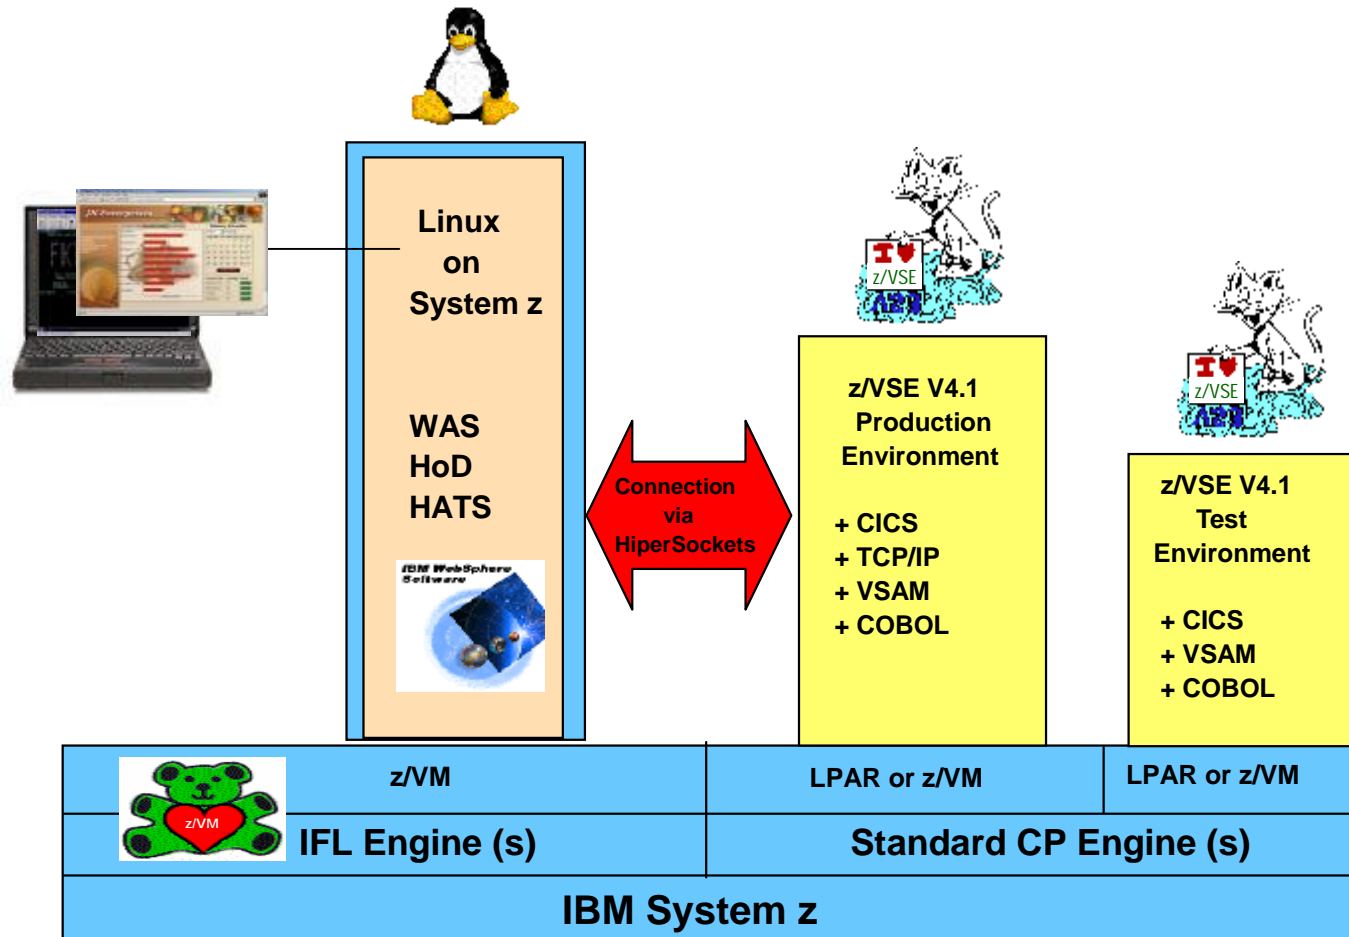 Linux
on
System z
WAS
HoD
HATS
IBM WebSphere
Software
Connection
via
HiperSockets
I ♥
z/VSE
z/VSE V4.1
Production
Environment
+ CICS
+ TCP/IP
+ VSAM
+ COBOL
I ♥
z/VSE
z/VSE V4.1
Test
Environment
+ CICS
+ VSAM
+ COBOL
z/VM
z/VM
LPAR or z/VM
LPAR or z/VM
IFL Engine (s)
Standard CP Engine (s)
IBM System z